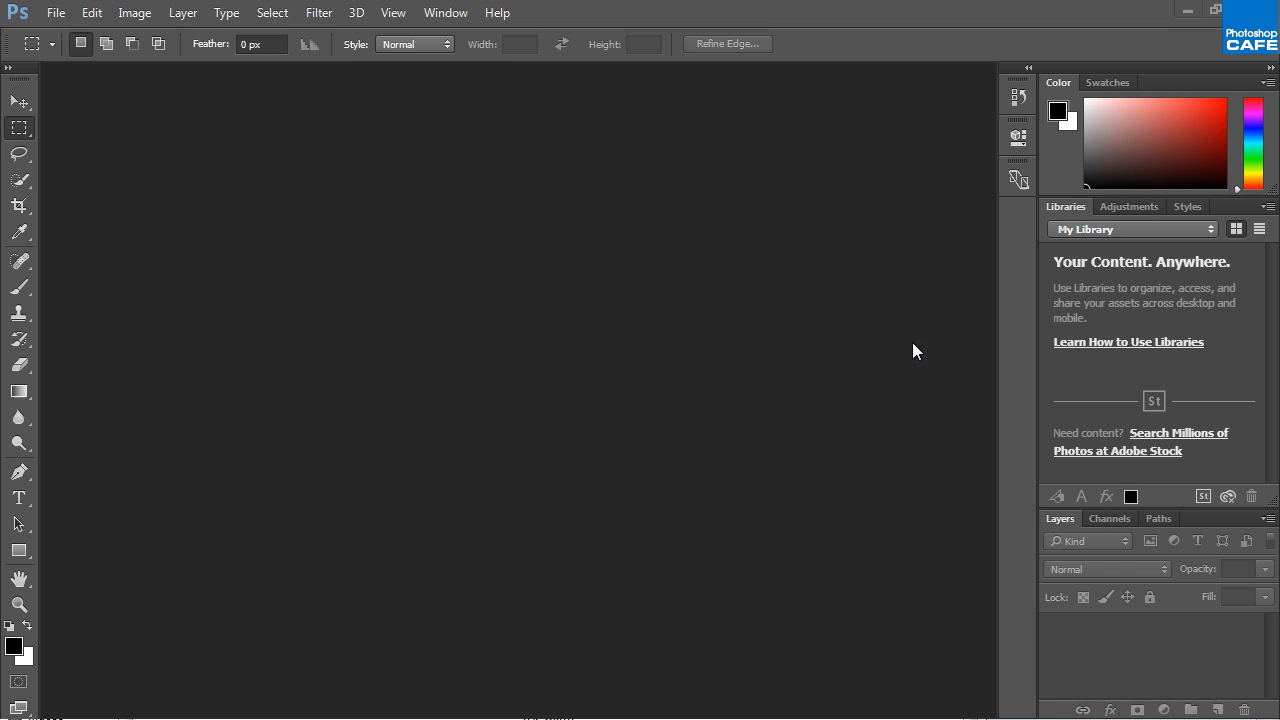 Ps File Edit Image Layer Type Select Filter 3D View Window Help
Photoshop
CAFE
Feather: 0 px Style: Normal Width: Height: Refine Edge...
Color Swatches
Libraries Adjustments Styles
My Library
Your Content. Anywhere.
Use Libraries to organize, access, and
share your assets across desktop and
mobile.
Learn How to Use Libraries
St
Need content? Search Millions of
Photos at Adobe Stock
A fx St
Layers Channels Paths
Kind T
Normal Opacity:
Lock: Fill:
T
fx